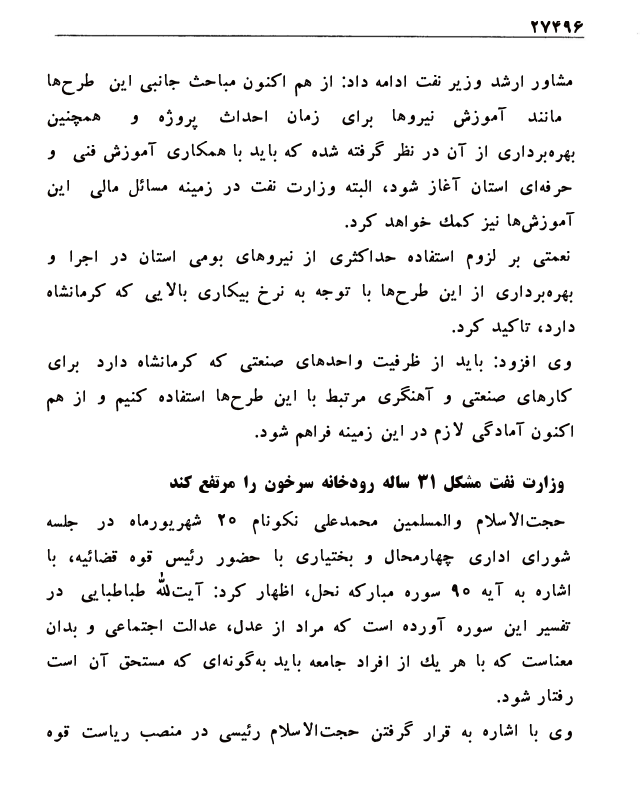 ۲۷۴۹۶
مشاور ارشد وزیر نفت ادامه داد: از هم اکنون مباحث جانبی این طرح‌ها
مانند آموزش نیروها برای زمان احداث پروژه و همچنین
بهره‌برداری از آن در نظر گرفته شده که باید با همکاری آموزش فنی و
حرفه‌ای استان آغاز شود، البته وزارت نفت در زمینه مسائل مالی این
آموزش‌ها نیز کمك خواهد کرد.
نعمتی بر لزوم استفاده حداکثری از نیروهای بومی استان در اجرا و
بهره‌برداری از این طرح‌ها با توجه به نرخ بیکاری بالایی که کرمانشاه
دارد، تاکید کرد.
وی افزود: باید از ظرفیت واحدهای صنعتی که کرمانشاه دارد برای
کارهای صنعتی و آهنگری مرتبط با این طرح‌ها استفاده کنیم و از هم
اکنون آمادگی لازم در این زمینه فراهم شود.
وزارت نفت مشکل ۳۱ ساله رودخانه سرخون را مرتفع کند
حجت‌الاسلام والمسلمین محمدعلی نکونام ۲۵ شهریورماه در جلسه
شورای اداری چهارمحال و بختیاری با حضور رئیس قوه قضائیه، با
اشاره به آیه ۹۰ سوره مبارکه نحل، اظهار کرد: آیت‌الله طباطبایی در
تفسیر این سوره آورده است که مراد از عدل، عدالت اجتماعی و بدان
معناست که با هر یك از افراد جامعه باید به‌گونه‌ای که مستحق آن است
رفتار شود.
وی با اشاره به قرار گرفتن حجت‌الاسلام رئیسی در منصب ریاست قوه